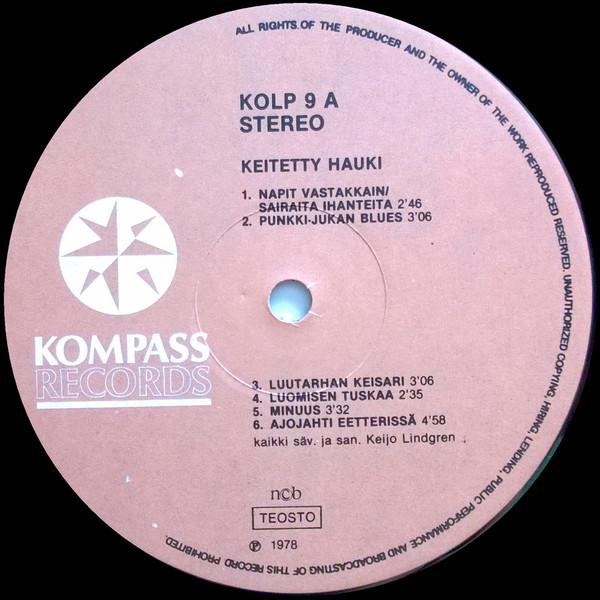 ALL RIGHTS OF THE PRODUCER AND THE OWNER OF THE WORK REPRODUCED RESERVED. UNAUTHORIZED COPYING, HIRING, LENDING, PUBLIC PERFORMANCE AND BROADCASTING OF THIS RECORD PROHIBITED.
KOLP 9 A
STEREO
KEITETTY HAUKI
1. NAPIT VASTAKKAIN/
SAIRAITA IHANTEITA 2'46
2. PUNKKI-JUKAN BLUES 3'06
KOMPASS
RECORDS
3. LUUTARHAN KEISARI 3'06
4. LUOMISEN TUSKAA 2'35
5. MINUUS 3'32
6. AJOJAHTI EETTERISSÄ 4'58
kaikki säv. ja san. Keijo Lindgren
ncb
TEOSTO
℗ 1978